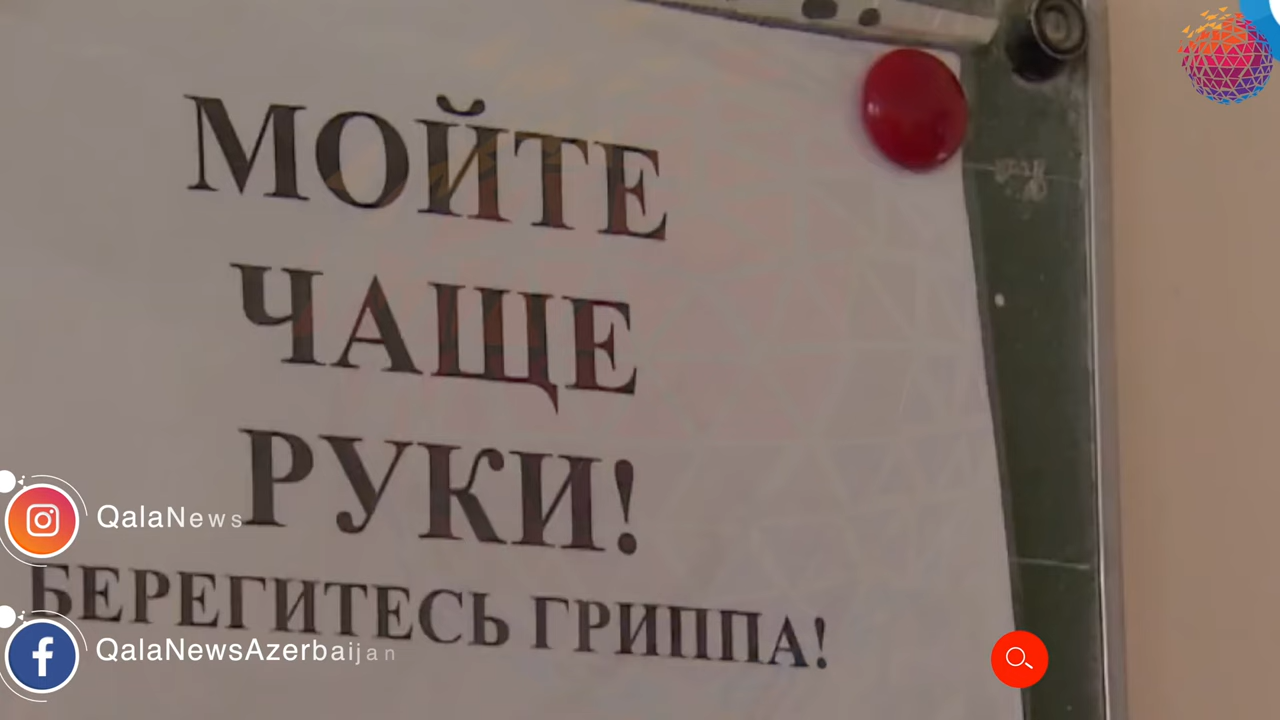 МОЙТЕ
ЧАЩЕ
РУКИ!
QalaNews
БЕРЕГИТЕСЬ ГРИППА!
QalaNewsAzerbaijan